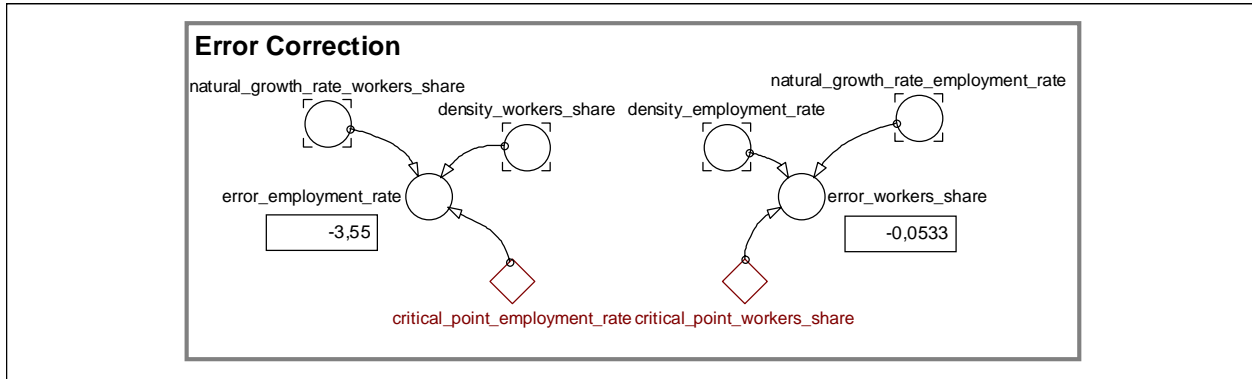 Error Correction
natural_growth_rate_workers_share
natural_growth_rate_employment_rate
density_workers_share
density_employment_rate
error_employment_rate
error_workers_share
-3,55
-0,0533
critical_point_employment_rate
critical_point_workers_share